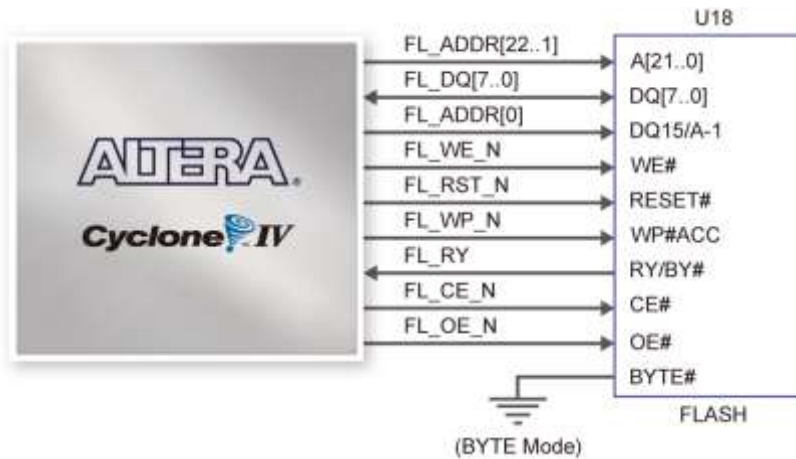 U18
FL_ADDR[22..1] A[21..0]
FL_DQ[7..0] DQ[7..0]
FL_ADDR[0] DQ15/A-1
FL_WE_N WE#
FL_RST_N RESET#
FL_WP_N WP#ACC
FL_RY RY/BY#
FL_CE_N CE#
FL_OE_N OE#
BYTE#
ALTERA®
Cyclone IV
FLASH
(BYTE Mode)